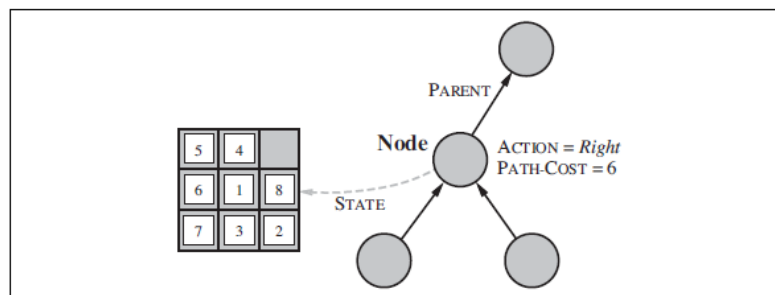 PARENT
Node
ACTION = Right
PATH-COST = 6
5 4
6 1 8
STATE
7 3 2